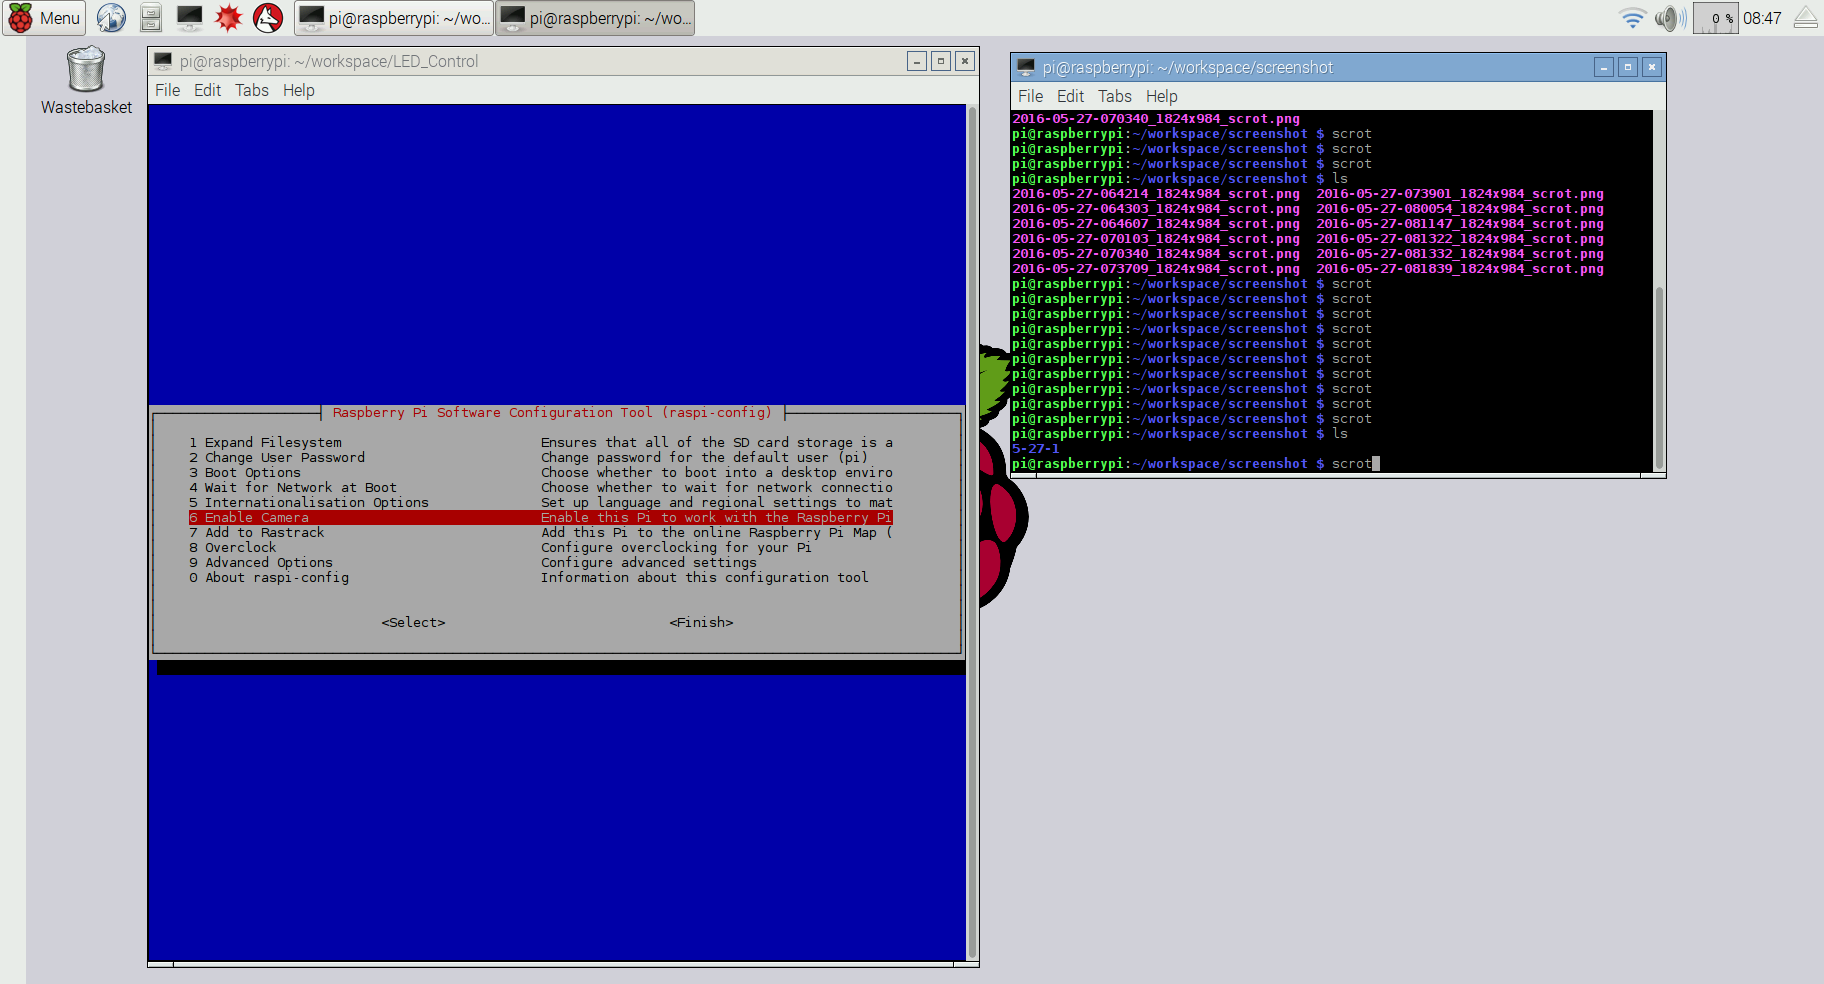 Menu
pi@raspberrypi: ~/wo...
pi@raspberrypi: ~/wo...
0 %
08:47
Wastebasket
pi@raspberrypi: ~/workspace/LED_Control
File Edit Tabs Help
Raspberry Pi Software Configuration Tool (raspi-config)
1 Expand Filesystem Ensures that all of the SD card storage is a
2 Change User Password Change password for the default user (pi)
3 Boot Options Choose whether to boot into a desktop enviro
4 Wait for Network at Boot Choose whether to wait for network connectio
5 Internationalisation Options Set up language and regional settings to mat
6 Enable Camera Enable this Pi to work with the Raspberry Pi
7 Add to Rastrack Add this Pi to the online Raspberry Pi Map (
8 Overclock Configure overclocking for your Pi
9 Advanced Options Configure advanced settings
0 About raspi-config Information about this configuration tool
<Select> <Finish>
pi@raspberrypi: ~/workspace/screenshot
File Edit Tabs Help
2016-05-27-070340_1824x984_scrot.png
pi@raspberrypi:~/workspace/screenshot $ scrot
pi@raspberrypi:~/workspace/screenshot $ scrot
pi@raspberrypi:~/workspace/screenshot $ scrot
pi@raspberrypi:~/workspace/screenshot $ ls
2016-05-27-064214_1824x984_scrot.png 2016-05-27-073901_1824x984_scrot.png
2016-05-27-064303_1824x984_scrot.png 2016-05-27-080054_1824x984_scrot.png
2016-05-27-064607_1824x984_scrot.png 2016-05-27-081147_1824x984_scrot.png
2016-05-27-070103_1824x984_scrot.png 2016-05-27-081322_1824x984_scrot.png
2016-05-27-070340_1824x984_scrot.png 2016-05-27-081332_1824x984_scrot.png
2016-05-27-073709_1824x984_scrot.png 2016-05-27-081839_1824x984_scrot.png
pi@raspberrypi:~/workspace/screenshot $ scrot
pi@raspberrypi:~/workspace/screenshot $ scrot
pi@raspberrypi:~/workspace/screenshot $ scrot
pi@raspberrypi:~/workspace/screenshot $ scrot
pi@raspberrypi:~/workspace/screenshot $ scrot
pi@raspberrypi:~/workspace/screenshot $ scrot
pi@raspberrypi:~/workspace/screenshot $ scrot
pi@raspberrypi:~/workspace/screenshot $ scrot
pi@raspberrypi:~/workspace/screenshot $ scrot
pi@raspberrypi:~/workspace/screenshot $ scrot
pi@raspberrypi:~/workspace/screenshot $ ls
5-27-1
pi@raspberrypi:~/workspace/screenshot $ scrot